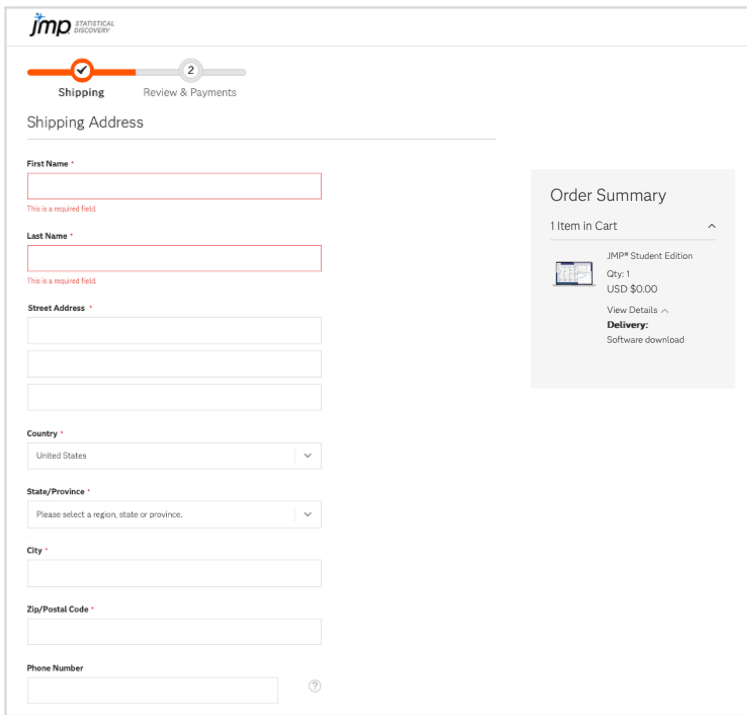 jmp STATISTICAL
DISCOVERY
2
Shipping Review & Payments
Shipping Address
First Name *
This is a required field.
Last Name *
This is a required field.
Street Address *
Country *
United States
State/Province *
Please select a region, state or province.
City *
Zip/Postal Code *
Phone Number
?
Order Summary
1 Item in Cart
JMP® Student Edition
Qty: 1
USD $0.00
View Details
Delivery:
Software download